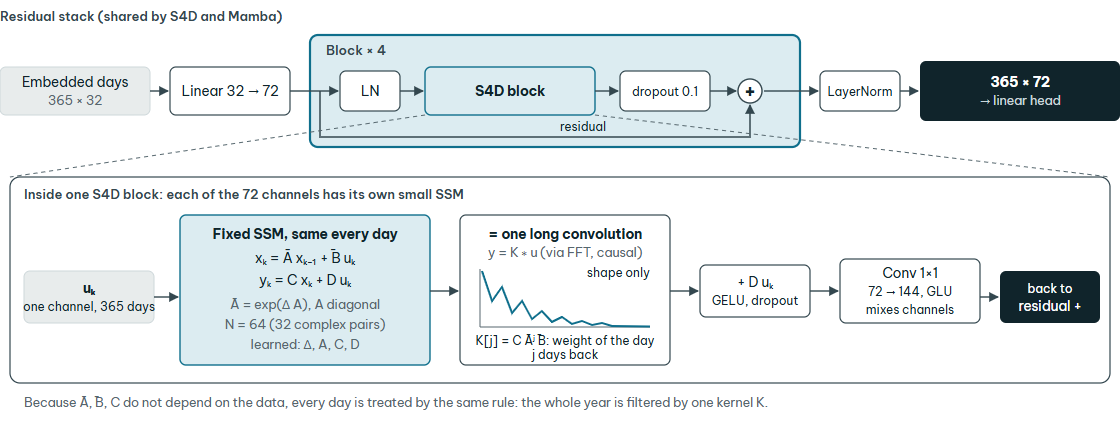 Residual stack (shared by S4D and Mamba)
Block × 4
Embedded days
365 × 32
Linear 32 → 72
LN
S4D block
dropout 0.1
+
LayerNorm
365 × 72
→ linear head
residual
Inside one S4D block: each of the 72 channels has its own small SSM
uₖ
one channel, 365 days
Fixed SSM, same every day
xₖ = Ā xₖ₋₁ + B̄ uₖ
yₖ = C xₖ + D uₖ
Ā = exp(Δ A), A diagonal
N = 64 (32 complex pairs)
learned: Δ, A, C, D
= one long convolution
y = K ∗ u (via FFT, causal)
shape only
K[j] = C Āʲ B̄: weight of the day
j days back
+ D uₖ
GELU, dropout
Conv 1×1
72 → 144, GLU
mixes channels
back to
residual +
Because Ā, B̄, C do not depend on the data, every day is treated by the same rule: the whole year is filtered by one kernel K.